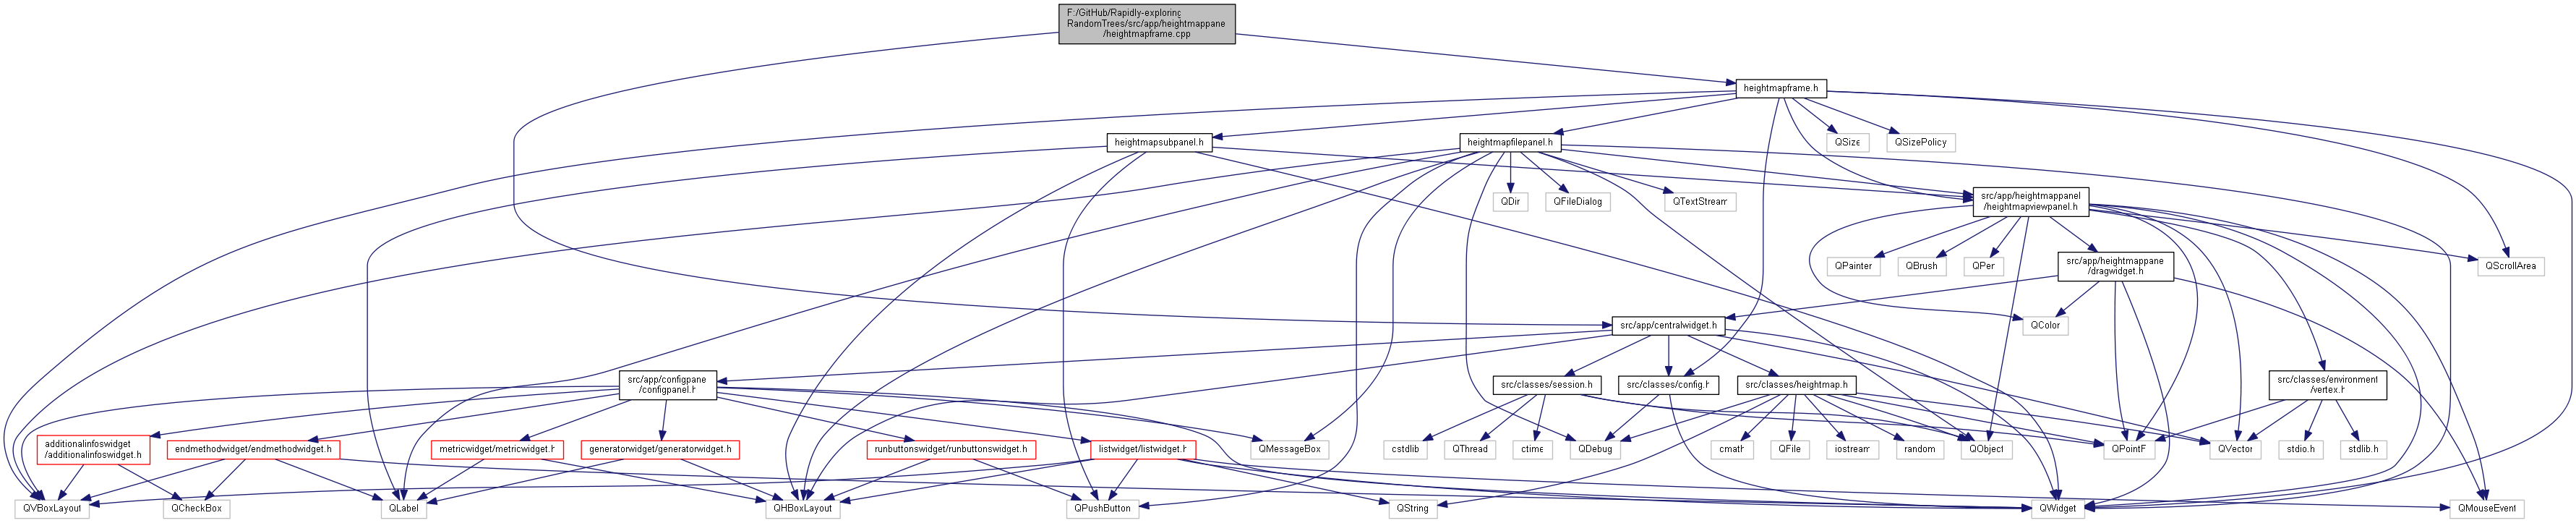 F:/GitHub/Rapidly-exploring
RandomTrees/src/app/heightmappane
/heightmapframe.cpp
heightmapframe.h
heightmapsubpanel.h
heightmapfilepanel.h
QSize
QSizePolicy
QDir
QFileDialog
QTextStream
src/app/heightmappanel
/heightmapviewpanel.h
QPainter
QBrush
QPen
src/app/heightmappane
/dragwidget.h
QScrollArea
src/app/centralwidget.h
QColor
src/app/configpane
/configpanel.h
src/classes/session.h
src/classes/config.h
src/classes/heightmap.h
src/classes/environment
/vertex.h
additionalinfoswidget
/additionalinfoswidget.h
endmethodwidget/endmethodwidget.h
metricwidget/metricwidget.h
generatorwidget/generatorwidget.h
runbuttonswidget/runbuttonswidget.h
listwidget/listwidget.h
QMessageBox
cstdlib
QThread
ctime
QDebug
cmath
QFile
iostream
random
QObject
QPointF
QVector
stdio.h
stdlib.h
QVBoxLayout
QCheckBox
QLabel
QHBoxLayout
QPushButton
QString
QWidget
QMouseEvent